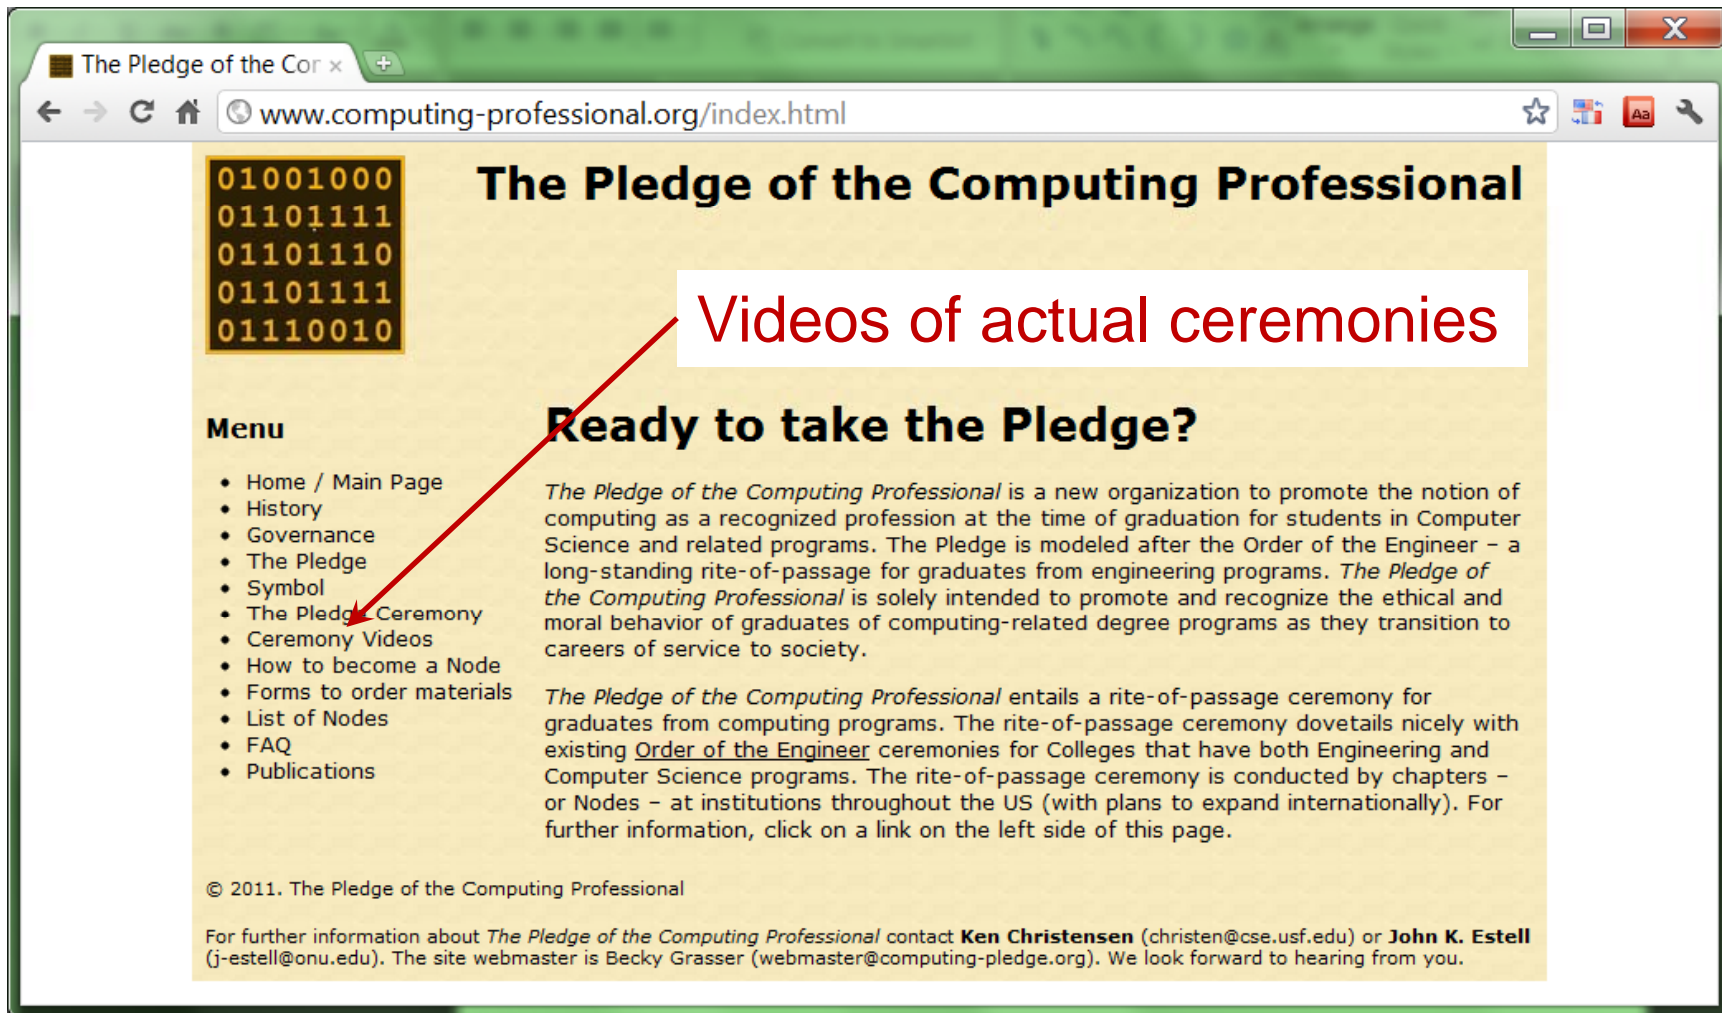 The Pledge of the Cor
www.computing-professional.org/index.html
Aa
01001000
01101111
01101110
01101111
01110010
The Pledge of the Computing Professional
Videos of actual ceremonies
Menu
• Home / Main Page
• History
• Governance
• The Pledge
• Symbol
• The Pledge Ceremony
• Ceremony Videos
• How to become a Node
• Forms to order materials
• List of Nodes
• FAQ
• Publications
Ready to take the Pledge?
The Pledge of the Computing Professional is a new organization to promote the notion of
computing as a recognized profession at the time of graduation for students in Computer
Science and related programs. The Pledge is modeled after the Order of the Engineer – a
long-standing rite-of-passage for graduates from engineering programs. The Pledge of
the Computing Professional is solely intended to promote and recognize the ethical and
moral behavior of graduates of computing-related degree programs as they transition to
careers of service to society.
The Pledge of the Computing Professional entails a rite-of-passage ceremony for
graduates from computing programs. The rite-of-passage ceremony dovetails nicely with
existing Order of the Engineer ceremonies for Colleges that have both Engineering and
Computer Science programs. The rite-of-passage ceremony is conducted by chapters –
or Nodes – at institutions throughout the US (with plans to expand internationally). For
further information, click on a link on the left side of this page.
© 2011. The Pledge of the Computing Professional
For further information about The Pledge of the Computing Professional contact Ken Christensen (christen@cse.usf.edu) or John K. Estell
(j-estell@onu.edu). The site webmaster is Becky Grasser (webmaster@computing-pledge.org). We look forward to hearing from you.